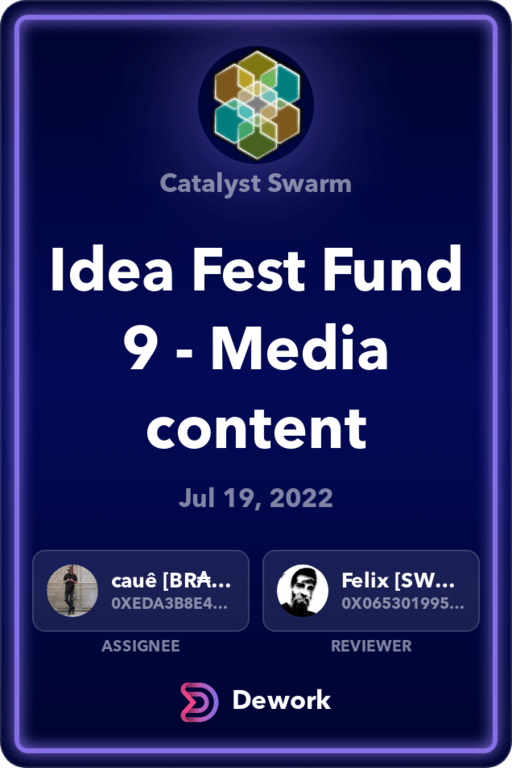 Catalyst Swarm
Idea Fest Fund
9 - Media
content
Jul 19, 2022
cauê [BR₳...
0XEDA3B8E4...
ASSIGNEE
Felix [SW...
0X065301995...
REVIEWER
Dework